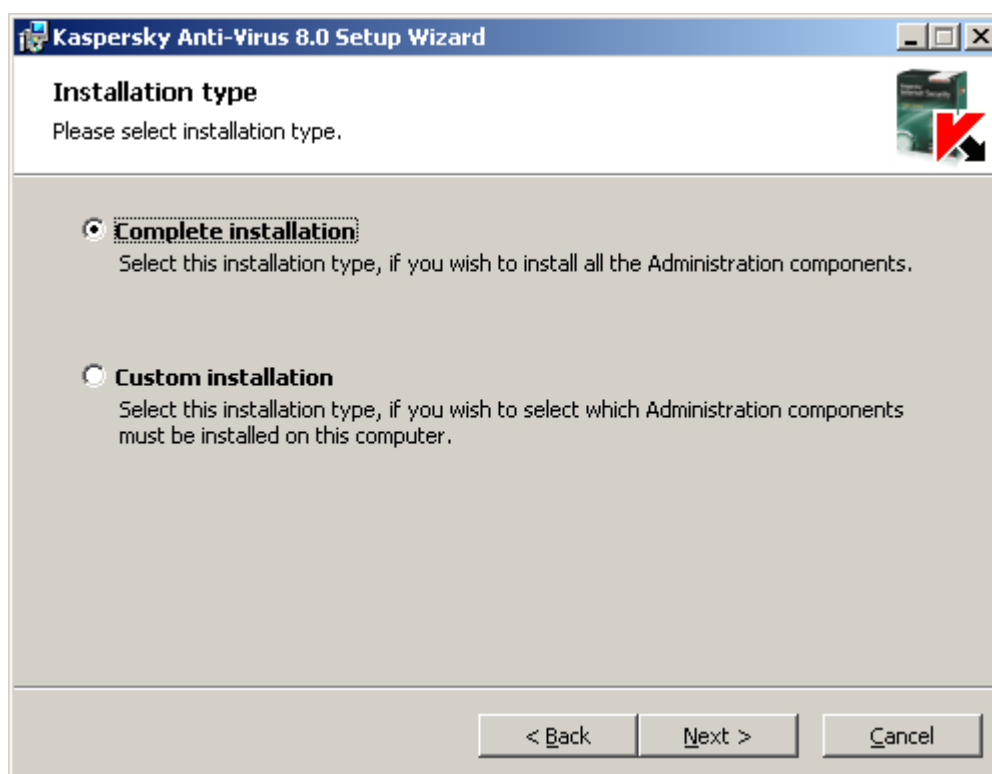 Kaspersky Anti-Virus 8.0 Setup Wizard
Installation type
Please select installation type.
Complete installation
Select this installation type, if you wish to install all the Administration components.
Custom installation
Select this installation type, if you wish to select which Administration components
must be installed on this computer.
< Back
Next >
Cancel